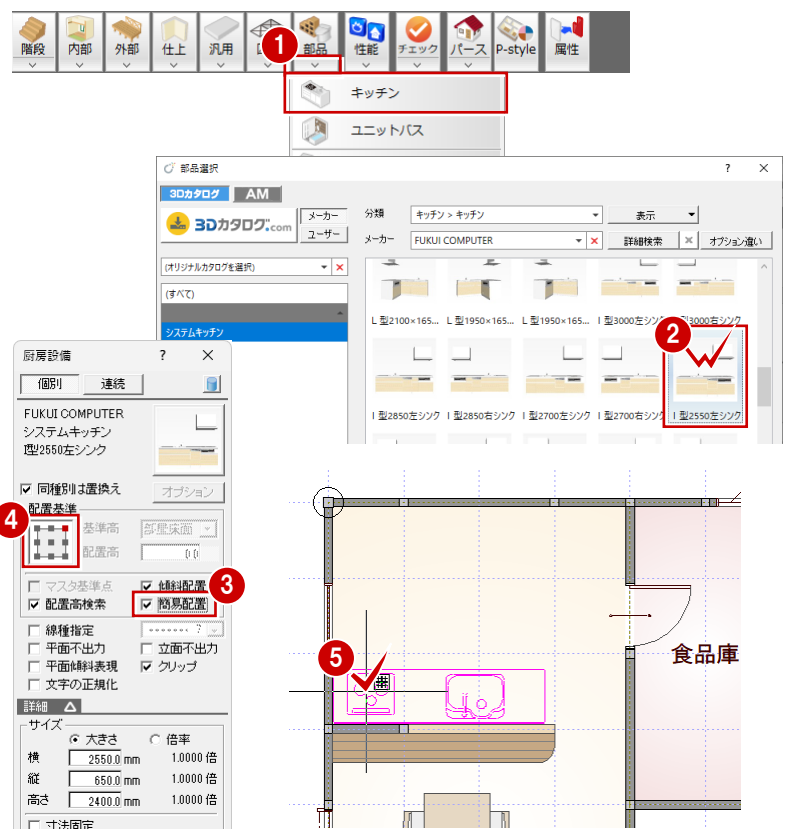 階段 内部 外部 仕上 汎用 部品 性能 チェック パース P-style 属性
1
キッチン
ユニットバス
部品選択 ? ×
3Dカタログ AM
3Dカタログ.com メーカー 分類 キッチン > キッチン 表示
ユーザー メーカー FUKUI COMPUTER 詳細検索 オプション違い
(オリジナルカタログを選択)
(すべて)
システムキッチン
L 型2100×165... L 型1950×165... L 型1950×165... I 型3000左シンク I 型3000右シンク
2
I 型2850左シンク I 型2850右シンク I 型2700左シンク I 型2700右シンク I 型2550左シンク
厨房設備 ? ×
個別 連続
FUKUI COMPUTER
システムキッチン
I型2550左シンク
同種別は置換え オプション
配置基準
4
基準高 部屋床面
配置高 0.0
マスタ基準点 傾斜配置
3
配置高検索 簡易配置
線種指定
平面不出力 立面不出力
平面傾斜表現 クリップ
文字の正規化
詳細
サイズ
大きさ 倍率
横 2550.0 mm 1.0000 倍
縦 650.0 mm 1.0000 倍
高さ 2400.0 mm 1.0000 倍
寸法固定
5
食品庫